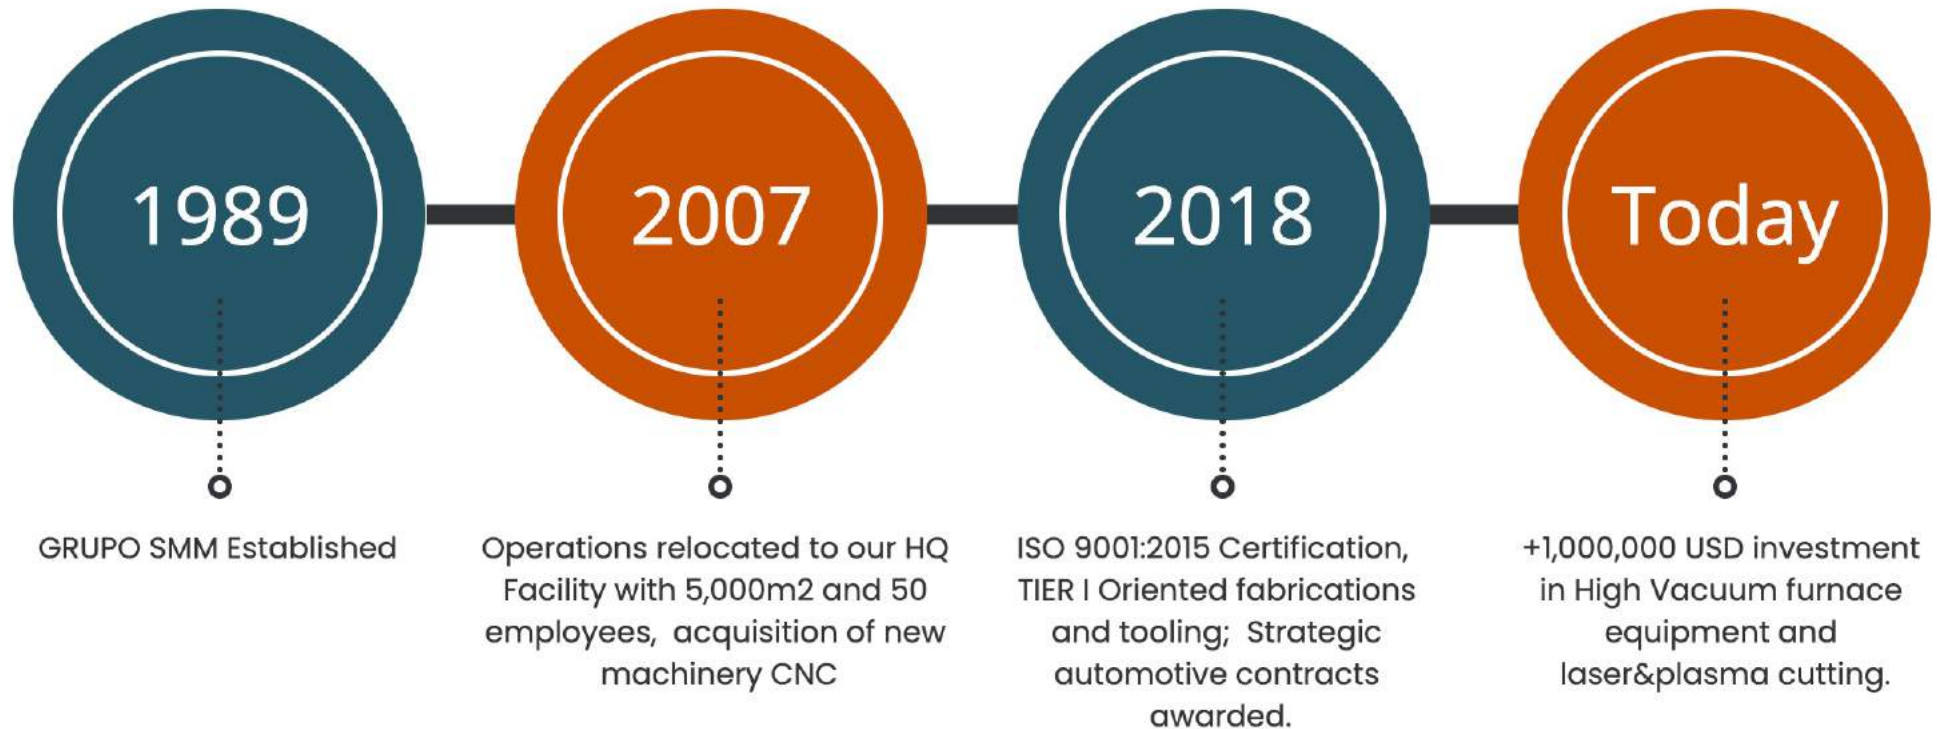 1989
2007
2018
Today
GRUPO SMM Established
Operations relocated to our HQ
Facility with 5,000m2 and 50
employees,  acquisition of new
machinery CNC
ISO 9001:2015 Certification,
TIER I Oriented fabrications
and tooling;  Strategic
automotive contracts
awarded.
+1,000,000 USD investment
in High Vacuum furnace
equipment and
laser&plasma cutting.